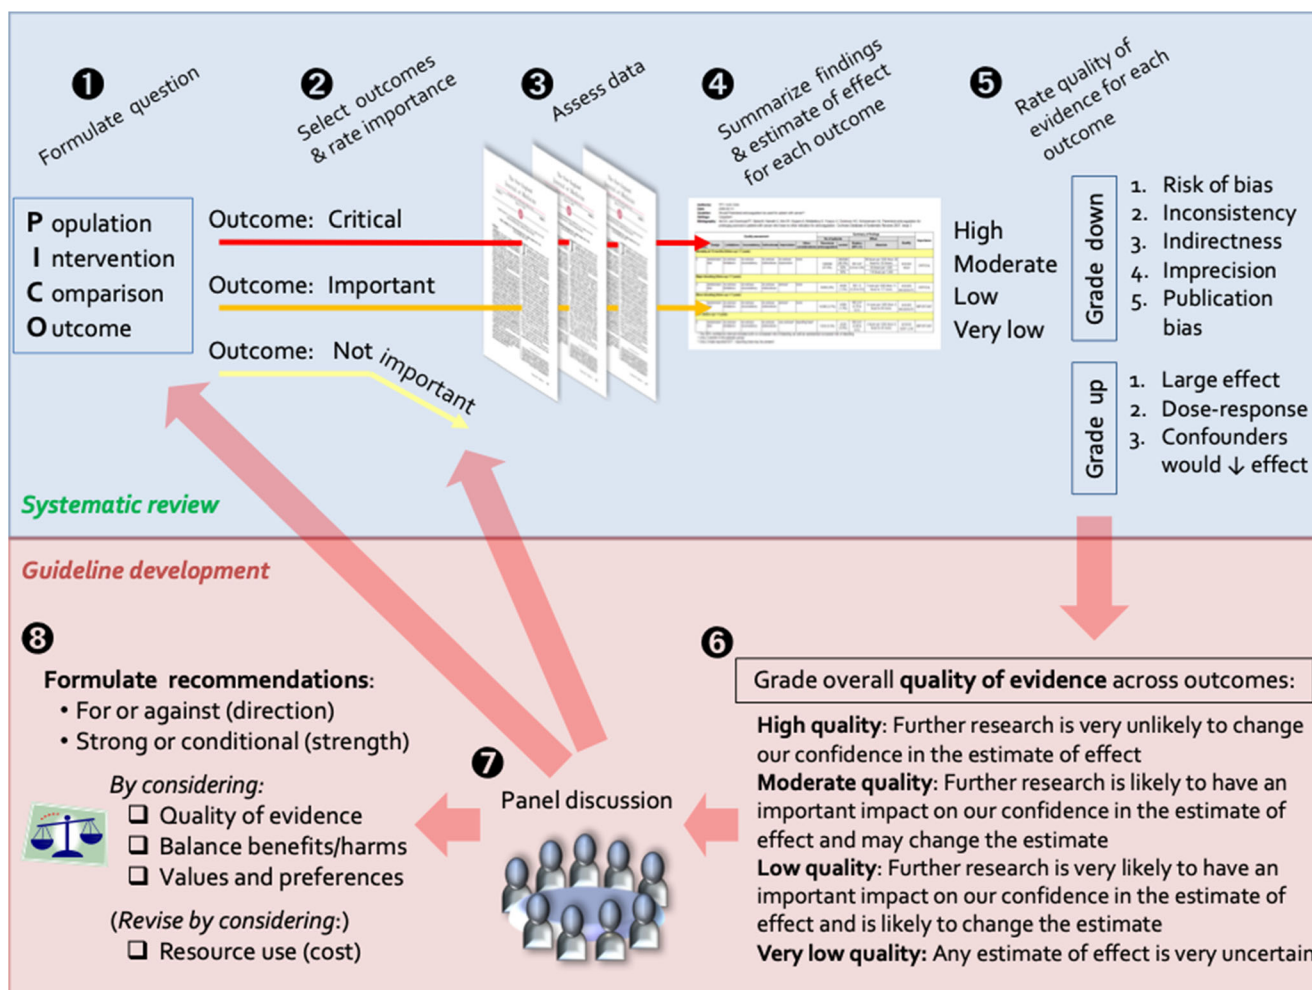 ❶
Formulate question
❷
Select outcomes
& rate importance
❸
Assess data
❹
Summarize findings
& estimate of effect
for each outcome
❺
Rate quality of
evidence for each
outcome
P opulation
I ntervention
C omparison
O utcome
Outcome: Critical
Outcome: Important
Outcome: Not important
High
Moderate
Low
Very low
Grade down
1. Risk of bias
2. Inconsistency
3. Indirectness
4. Imprecision
5. Publication
bias
Grade up
1. Large effect
2. Dose-response
3. Confounders
would ↓ effect
Systematic review
Guideline development
❻
Grade overall quality of evidence across outcomes:
High quality: Further research is very unlikely to change
our confidence in the estimate of effect
Moderate quality: Further research is likely to have an
important impact on our confidence in the estimate of
effect and may change the estimate
Low quality: Further research is very likely to have an
important impact on our confidence in the estimate of
effect and is likely to change the estimate
Very low quality: Any estimate of effect is very uncertain
❼
Panel discussion
❽
Formulate recommendations:
• For or against (direction)
• Strong or conditional (strength)
By considering:
❑ Quality of evidence
❑ Balance benefits/harms
❑ Values and preferences
(Revise by considering:)
❑ Resource use (cost)